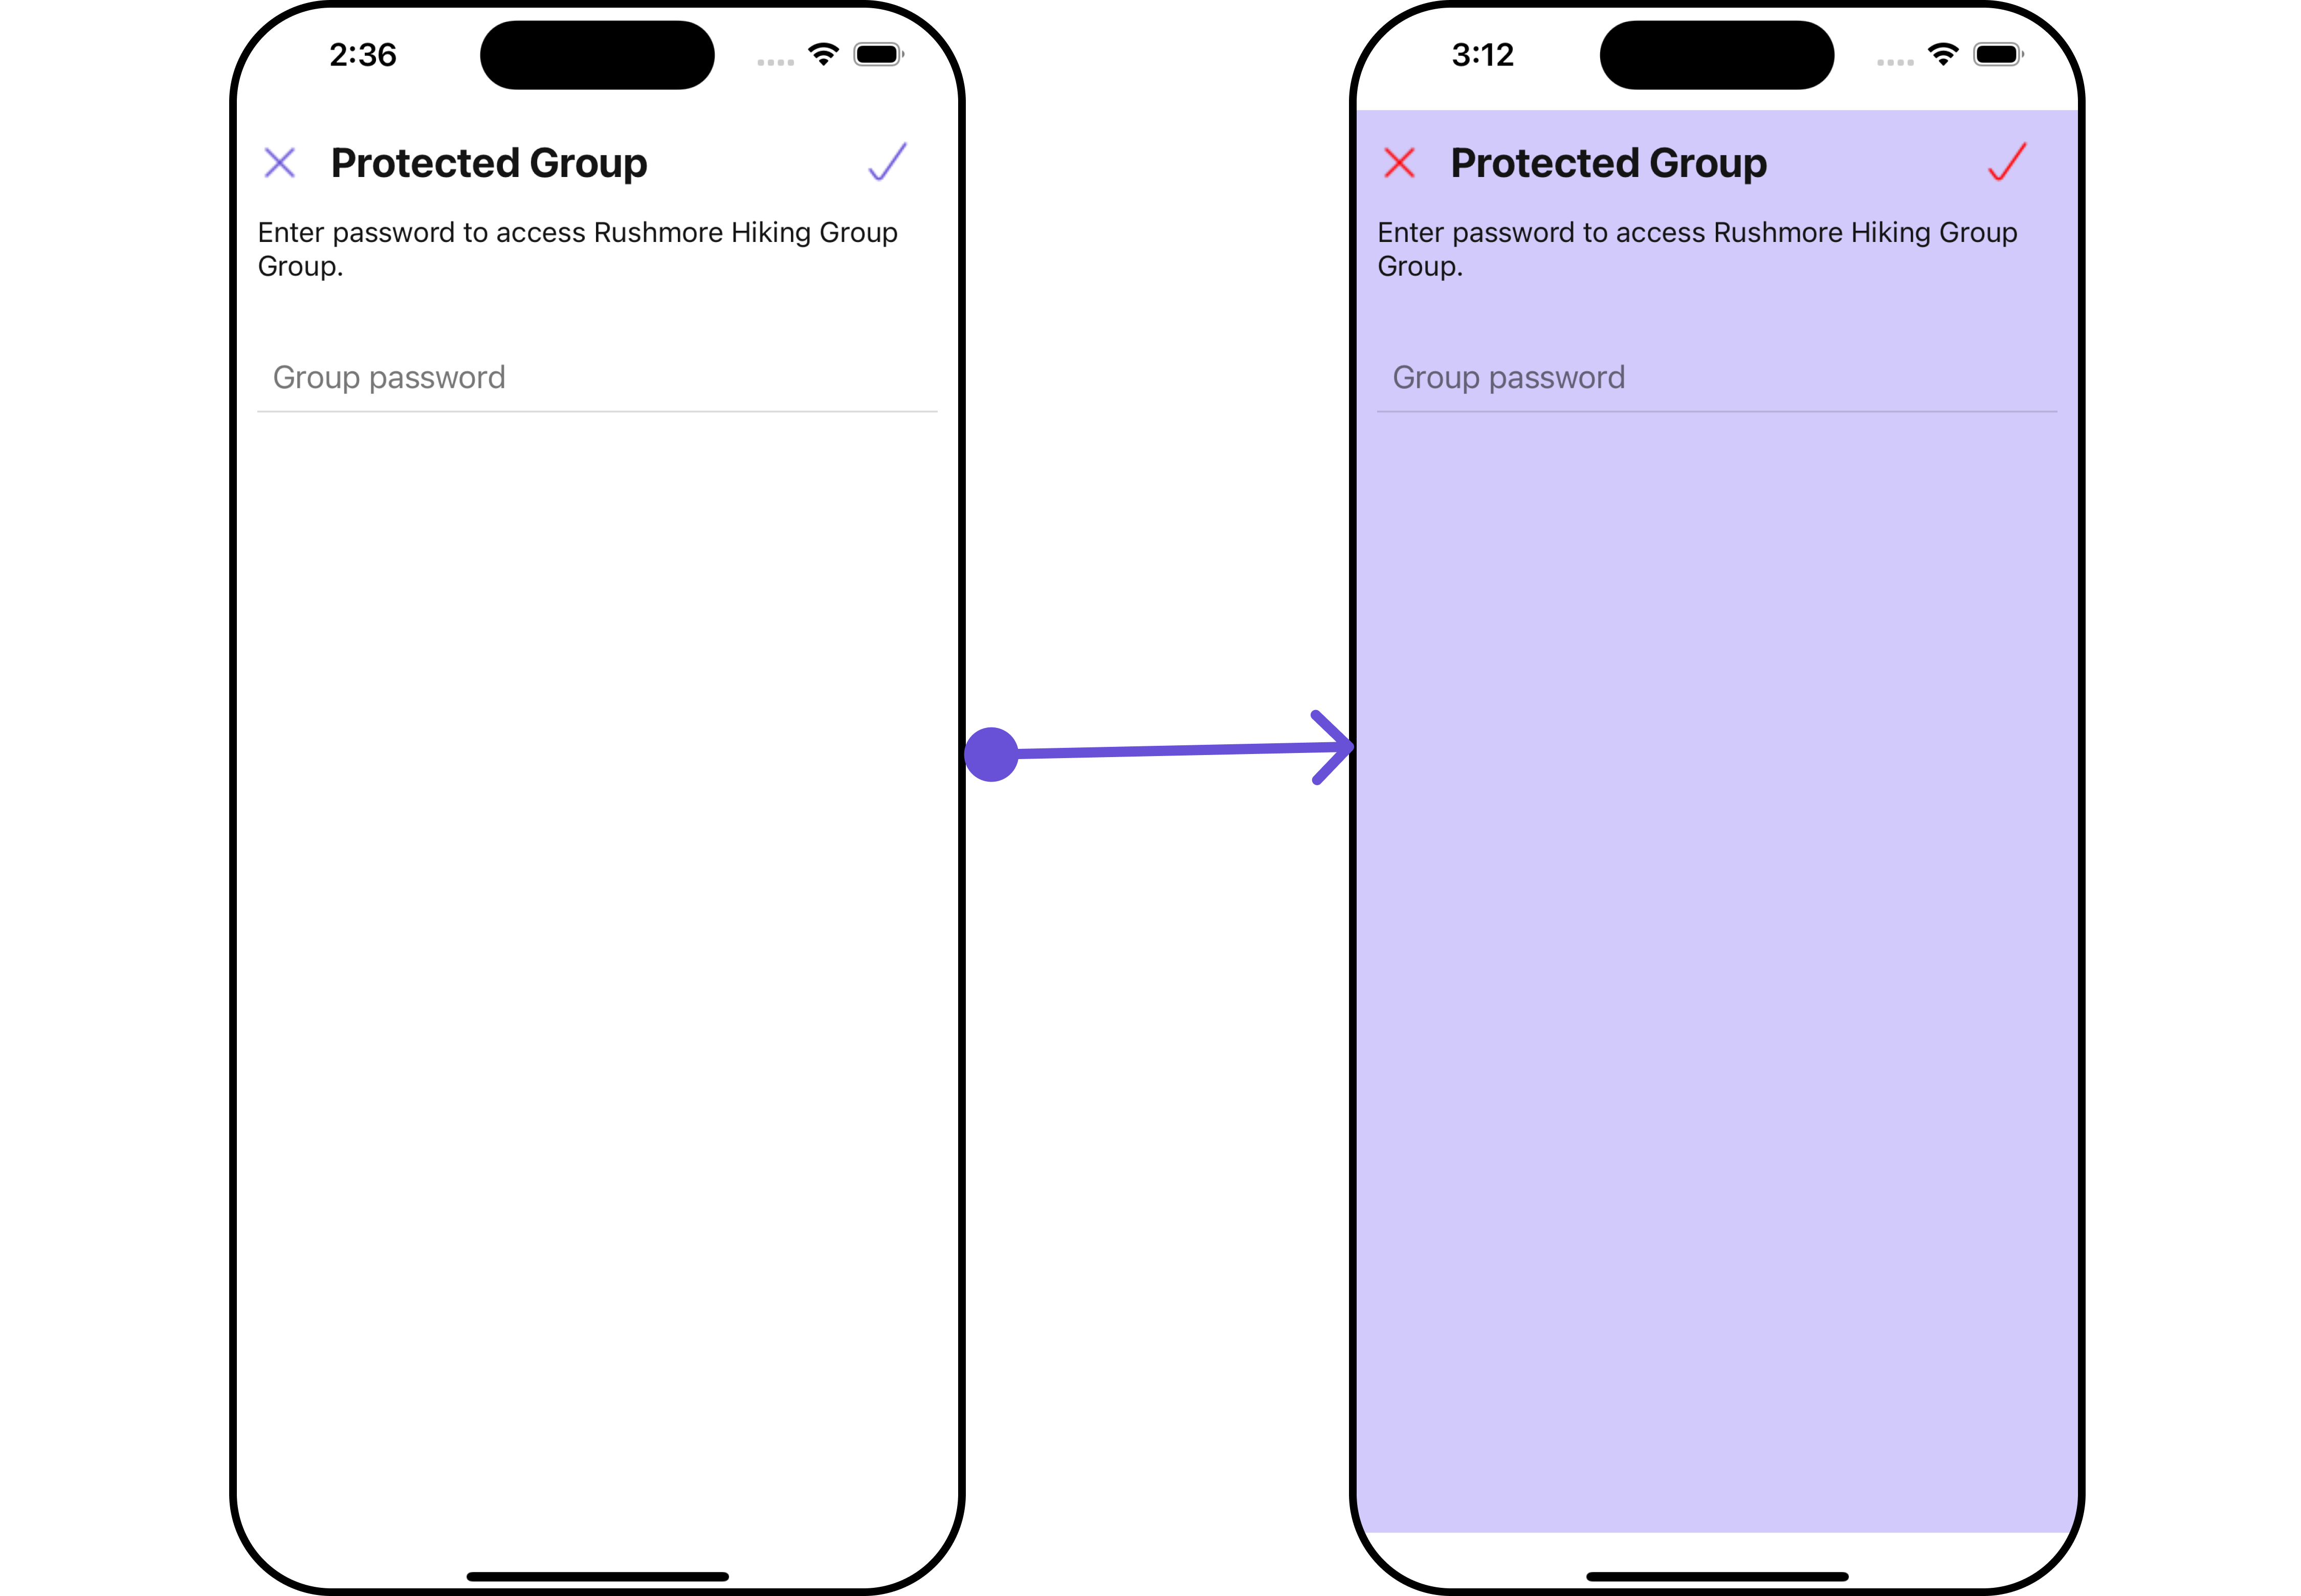 2:36
Protected Group
Enter password to access Rushmore Hiking Group
Group.
Group password
3:12
Protected Group
Enter password to access Rushmore Hiking Group
Group.
Group password